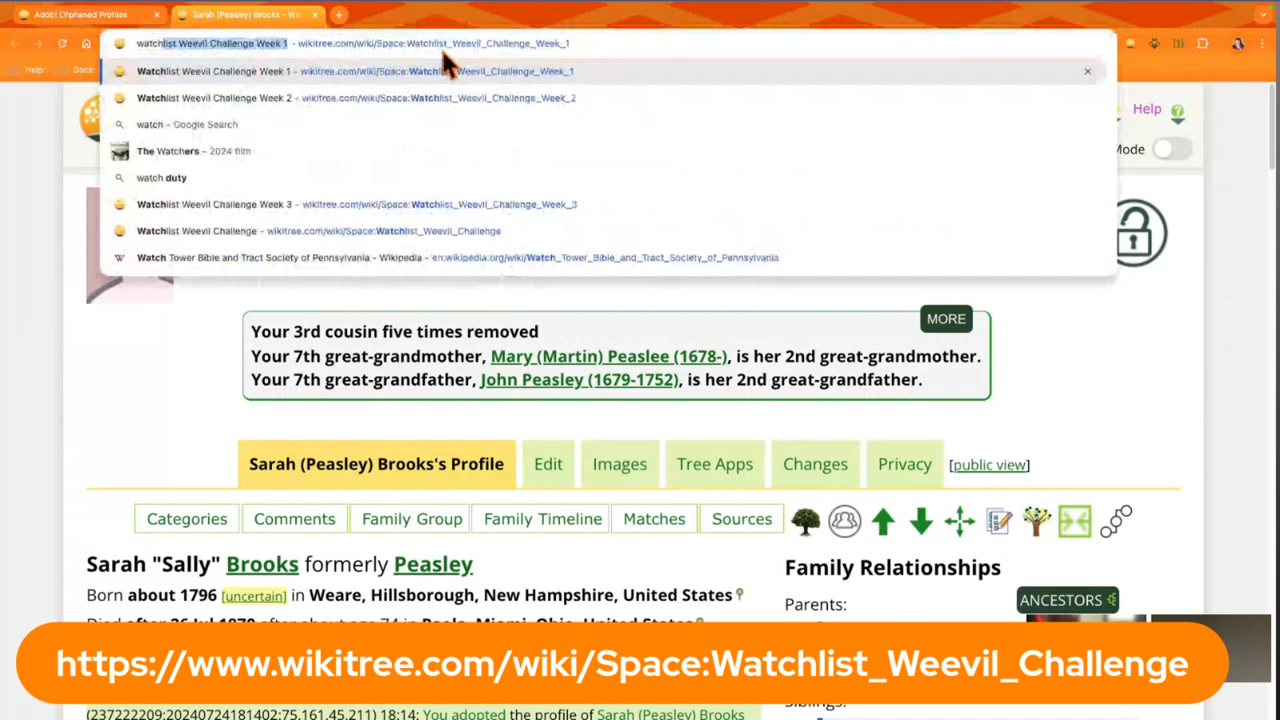 Adopt Orphaned Profiles
Sarah (Peasley) Brooks - Wi
watchlist Weevil Challenge Week 1 - wikitree.com/wiki/Space:Watchlist_Weevil_Challenge_Week_1
Help:
Docs:
Watchlist Weevil Challenge Week 1 - wikitree.com/wiki/Space:Watchlist_Weevil_Challenge_Week_1
Watchlist Weevil Challenge Week 2 - wikitree.com/wiki/Space:Watchlist_Weevil_Challenge_Week_2
watch - Google Search
The Watchers - 2024 film
watch duty
Watchlist Weevil Challenge Week 3 - wikitree.com/wiki/Space:Watchlist_Weevil_Challenge_Week_3
Watchlist Weevil Challenge - wikitree.com/wiki/Space:Watchlist_Weevil_Challenge
Watch Tower Bible and Tract Society of Pennsylvania - Wikipedia - en.wikipedia.org/wiki/Watch_Tower_Bible_and_Tract_Society_of_Pennsylvania
Help
Mode
MORE
Your 3rd cousin five times removed
Your 7th great-grandmother, Mary (Martin) Peaslee (1678-), is her 2nd great-grandmother.
Your 7th great-grandfather, John Peasley (1679-1752), is her 2nd great-grandfather.
Sarah (Peasley) Brooks's Profile Edit Images Tree Apps Changes Privacy [public view]
Categories Comments Family Group Family Timeline Matches Sources
Sarah "Sally" Brooks formerly Peasley
Born about 1796 [uncertain] in Weare, Hillsborough, New Hampshire, United States
Family Relationships
Parents:
ANCESTORS
https://www.wikitree.com/wiki/Space:Watchlist_Weevil_Challenge
(237222209:20240724181402:75.161.45.211) 18:14: You adopted the profile of Sarah (Peasley) Brooks